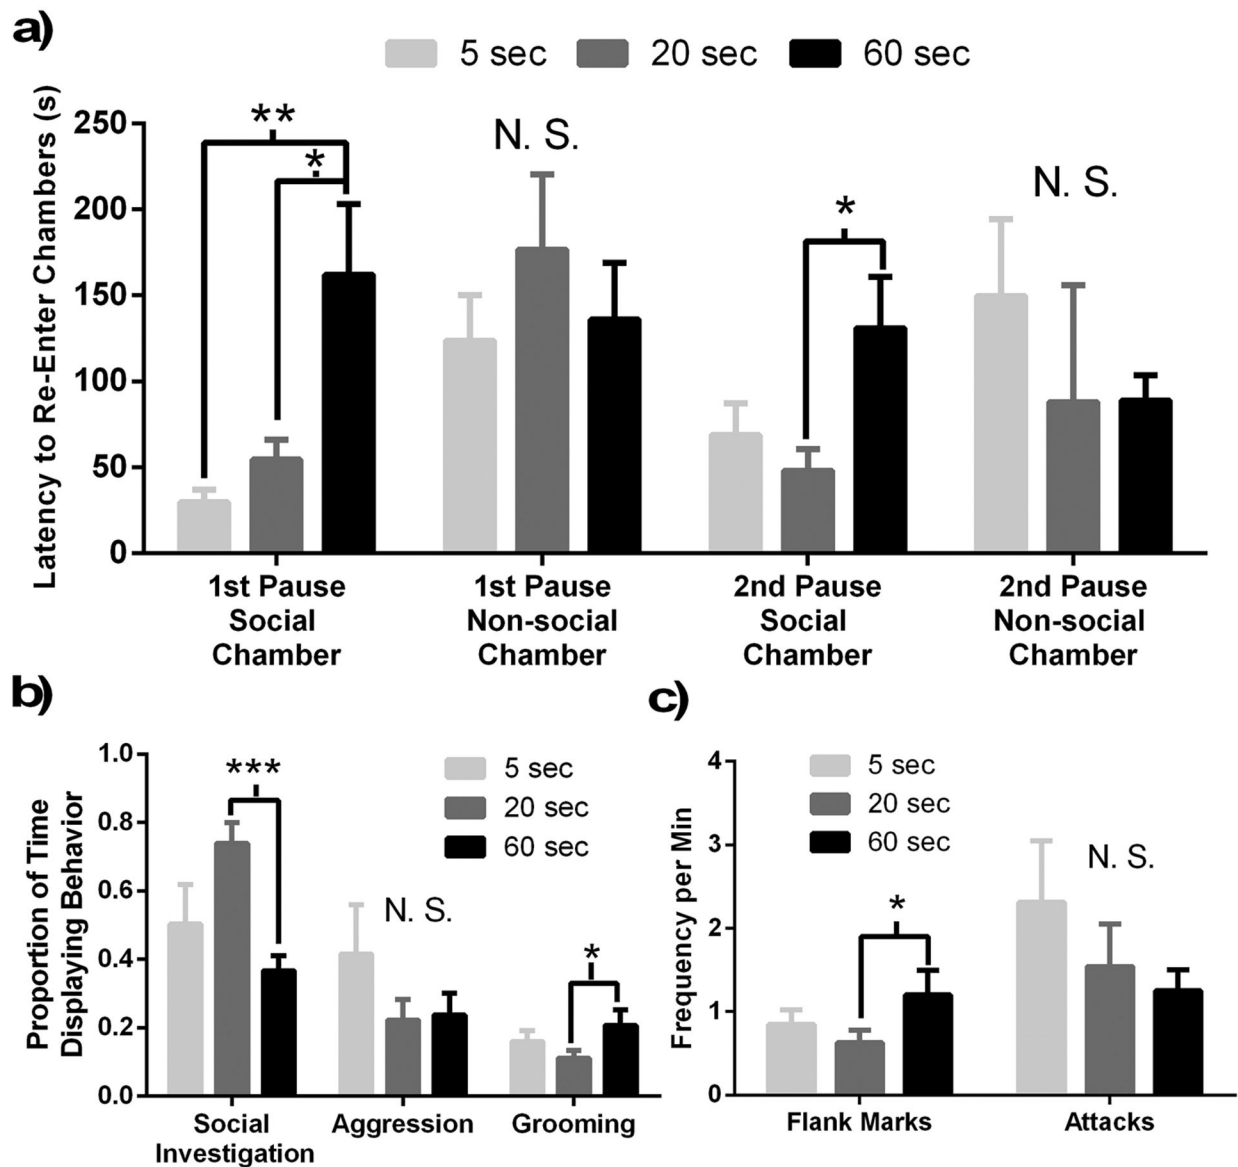 a)
5 sec 20 sec 60 sec
Latency to Re-Enter Chambers (s)
250
200
150
100
50
0
**
*
N. S.
*
N. S.
1st Pause
Social
Chamber
1st Pause
Non-social
Chamber
2nd Pause
Social
Chamber
2nd Pause
Non-social
Chamber
b)
Proportion of Time
Displaying Behavior
1.0
0.8
0.6
0.4
0.2
0.0
5 sec
20 sec
60 sec
***
N. S.
*
Social
Investigation
Aggression
Grooming
c)
Frequency per Min
4
3
2
1
0
5 sec
20 sec
60 sec
*
N. S.
Flank Marks
Attacks